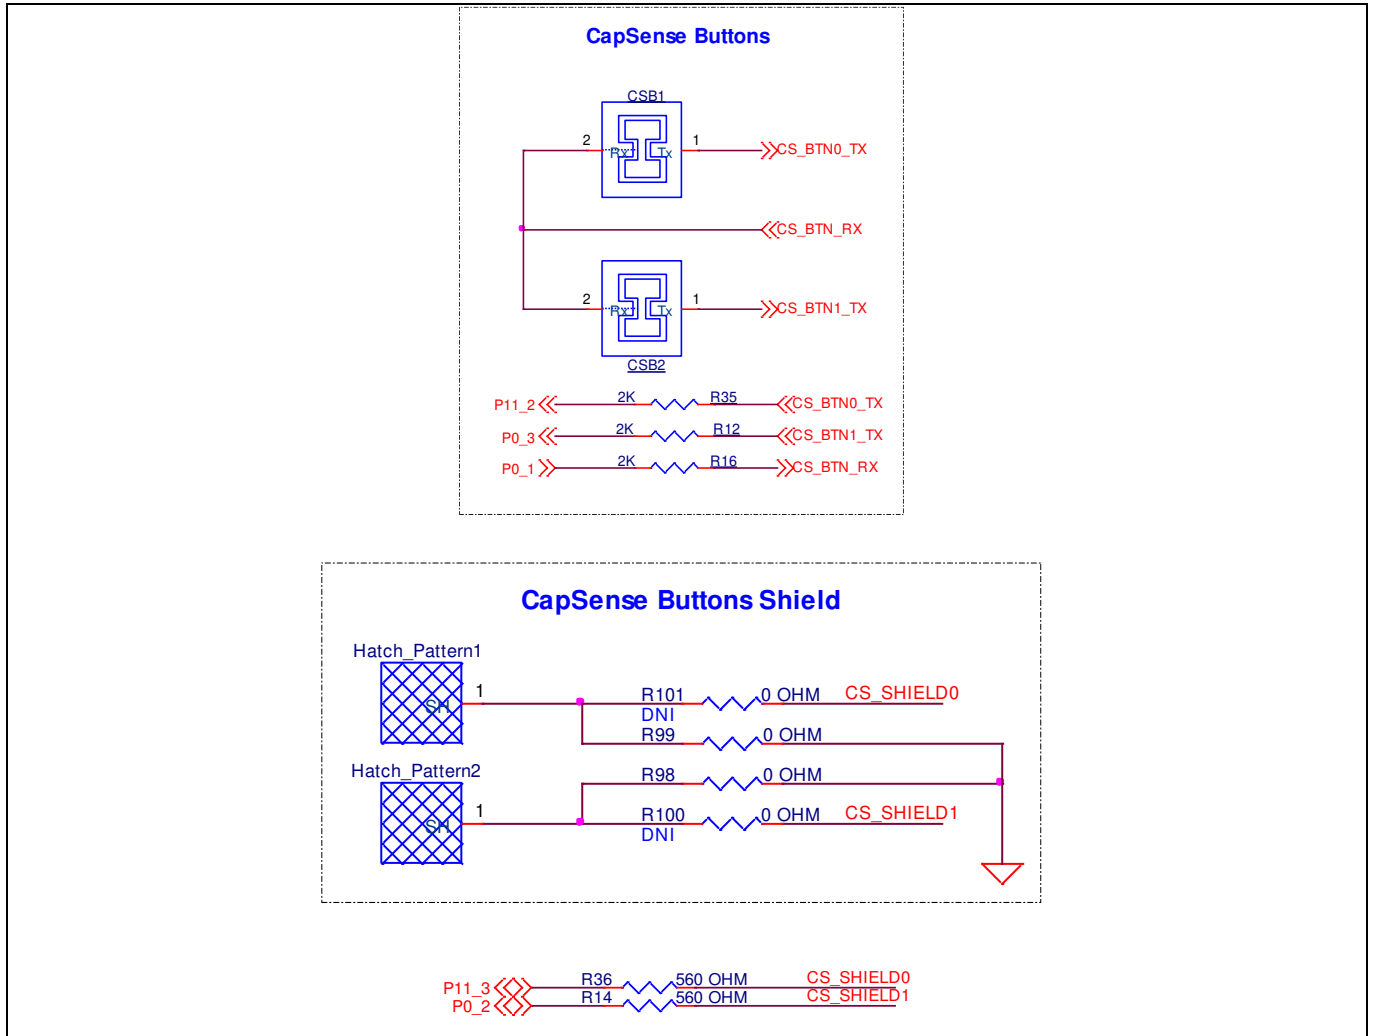 CapSense Buttons
CSB1
2 Rx Tx 1 CS_BTN0_TX
CS_BTN_RX
2 Rx Tx 1 CS_BTN1_TX
CSB2
P11_2 2K R35 CS_BTN0_TX
P0_3 2K R12 CS_BTN1_TX
P0_1 2K R16 CS_BTN_RX
CapSense Buttons Shield
Hatch_Pattern1
SH 1 R101 0 OHM CS_SHIELD0
DNI
R99 0 OHM
Hatch_Pattern2 R98 0 OHM
SH 1 R100 0 OHM CS_SHIELD1
DNI
P11_3 R36 560 OHM CS_SHIELD0
P0_2 R14 560 OHM CS_SHIELD1